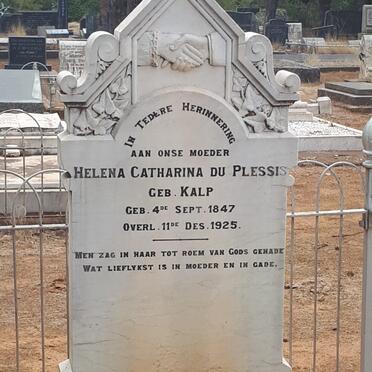 IN TEDERE HERINNERING
AAN ONSE MOEDER
HELENA CATHARINA DU PLESSIS
GEB. KALP
GEB. 4DE SEPT. 1847
OVERL. 11DE DES. 1925.
MEN ZAG IN HAAR TOT ROEM VAN GODS GENADE
WAT LIEFLYKST IS IN MOEDER EN IN GADE.